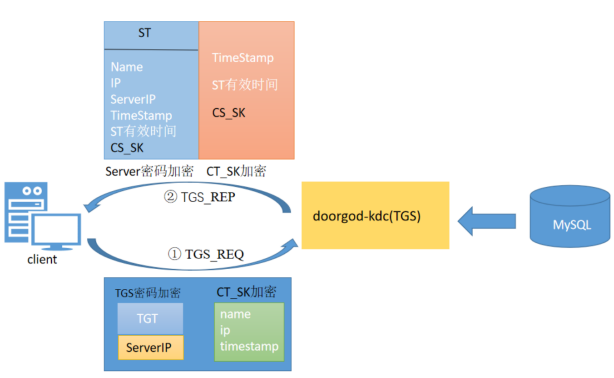 ST
Name
IP
ServerIP
TimeStamp
ST有效时间
CS_SK
TimeStamp
ST有效时间
CS_SK
Server密码加密
CT_SK加密
② TGS_REP
doorgod-kdc(TGS)
MySQL
client
① TGS_REQ
TGS密码加密
CT_SK加密
TGT
ServerIP
name
ip
timestamp